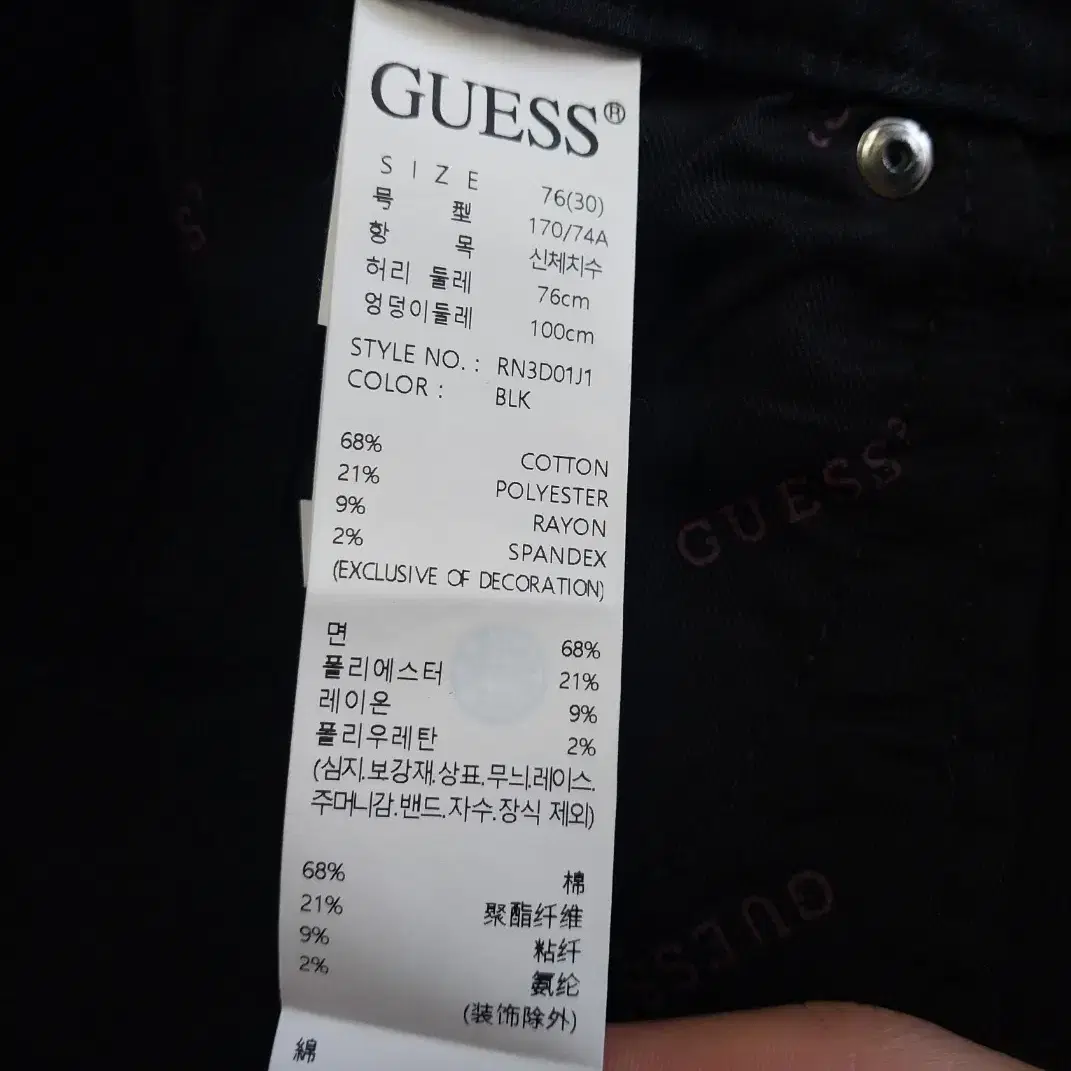 GUESS®
SIZE 76(30)
号 型 170/74A
항 목 신체치수
허리 둘레 76cm
엉덩이둘레 100cm
STYLE NO. : RN3D01J1
COLOR : BLK
68% COTTON
21% POLYESTER
9% RAYON
2% SPANDEX
(EXCLUSIVE OF DECORATION)
면 68%
폴리에스터 21%
레이온 9%
폴리우레탄 2%
(심지.보강재.상표.무늬.레이스.
주머니감.밴드.자수.장식 제외)
68% 棉
21% 聚酯纤维
9% 粘纤
2% 氨纶
(装饰除外)
綿
GUESS
GUESS